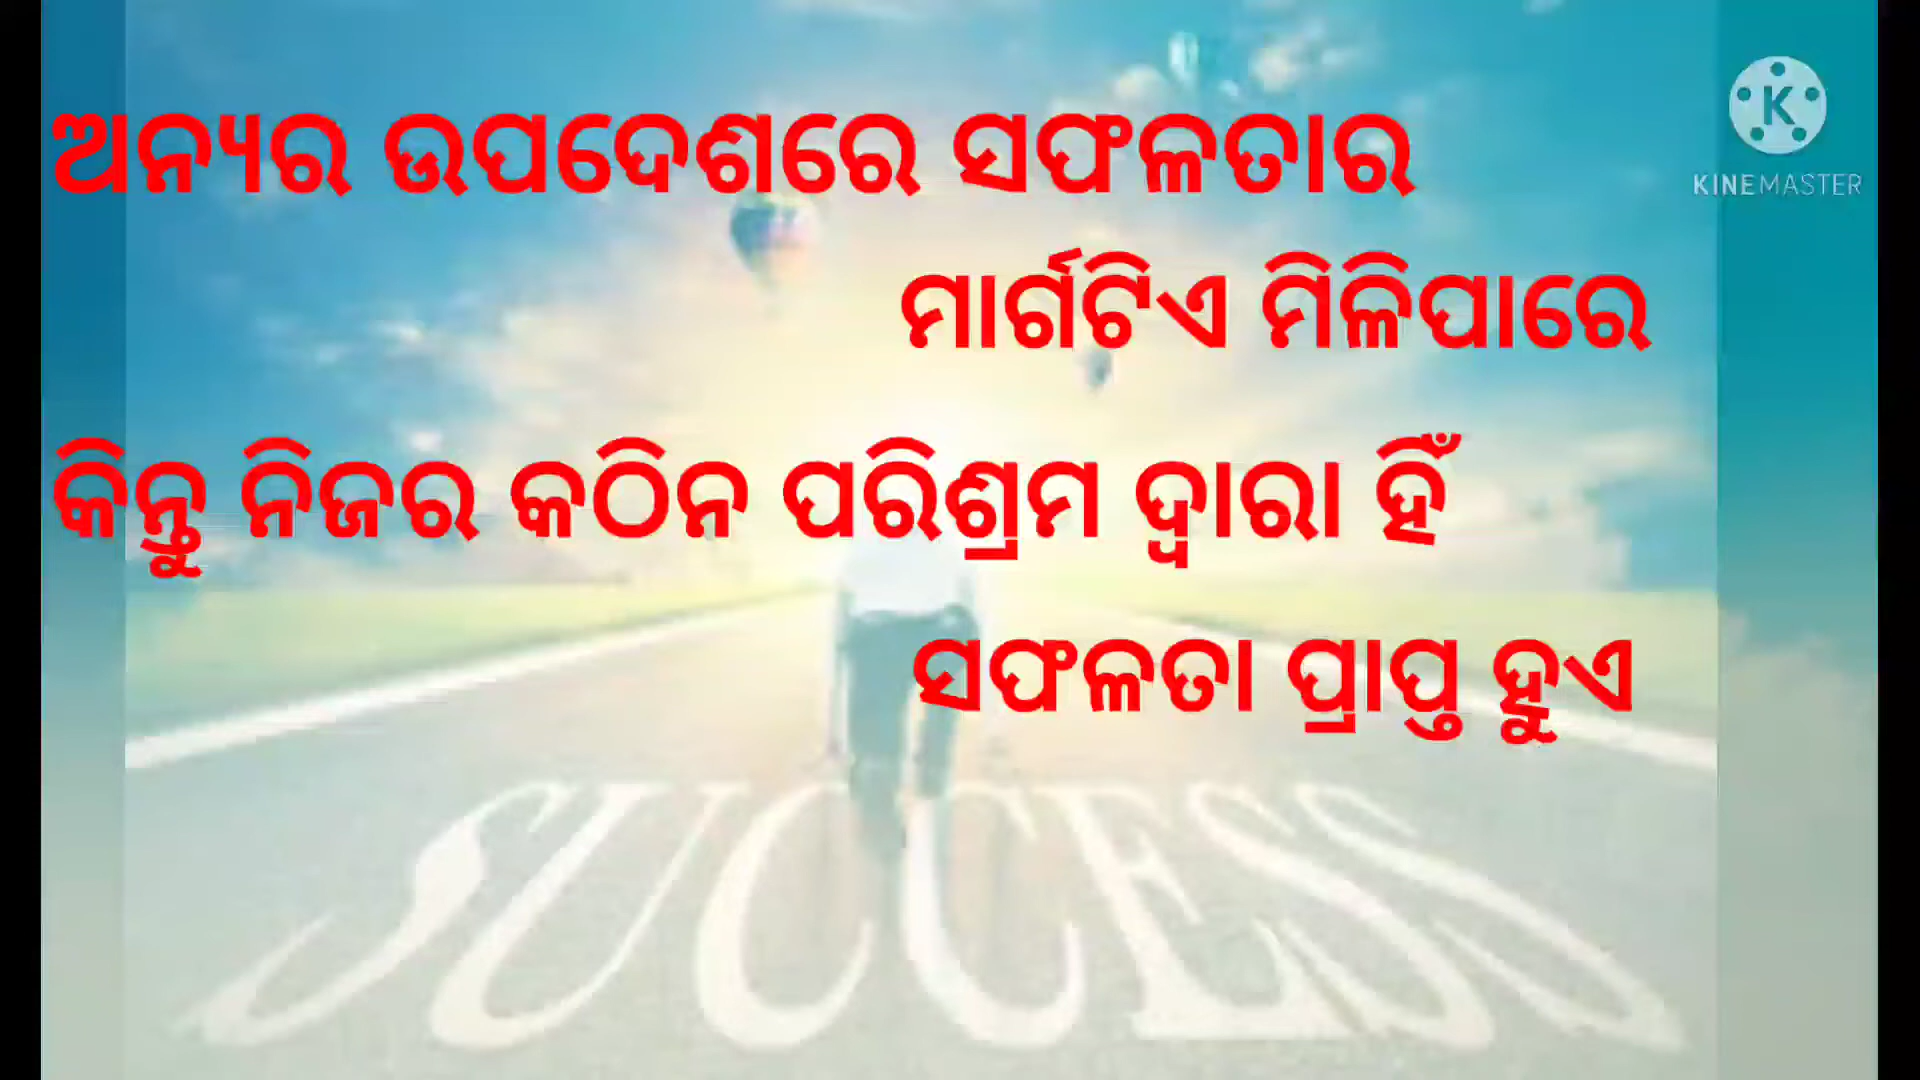 ଅନ୍ୟର ଉପଦେଶରେ ସଫଳତାର
KINEMASTER
ମାର୍ଗଟିଏ ମିଳିପାରେ
କିନ୍ତୁ ନିଜର କଠିନ ପରିଶ୍ରମ ଦ୍ୱାରା ହିଁ
ସଫଳତା ପ୍ରାପ୍ତ ହୁଏ
SUCCESS